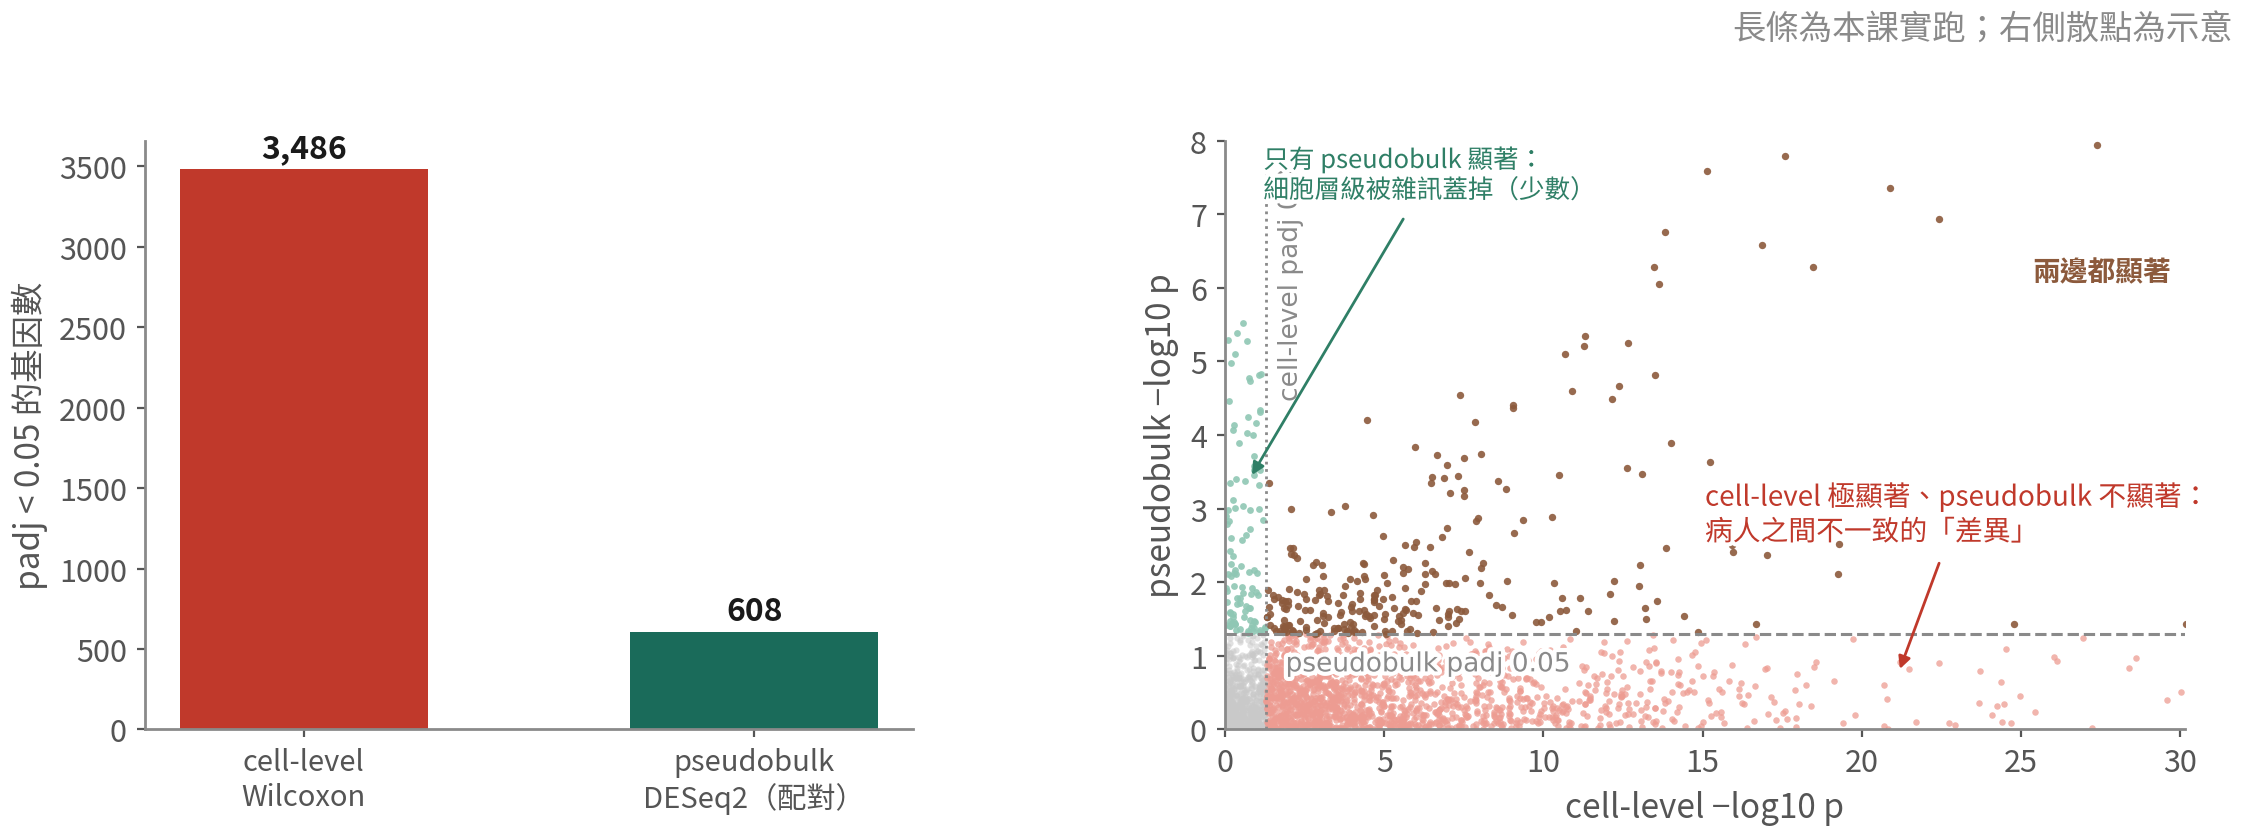 長條為本課實跑；右側散點為示意
padj < 0.05 的基因數
3500
3000
2500
2000
1500
1000
500
0
3,486
608
cell-level
Wilcoxon
pseudobulk
DESeq2（配對）
pseudobulk −log10 p
8
7
6
5
4
3
2
1
0
只有 pseudobulk 顯著：
細胞層級被雜訊蓋掉（少數）
cell-level padj
兩邊都顯著
cell-level 極顯著、pseudobulk 不顯著：
病人之間不一致的「差異」
pseudobulk padj 0.05
0
5
10
15
20
25
30
cell-level −log10 p